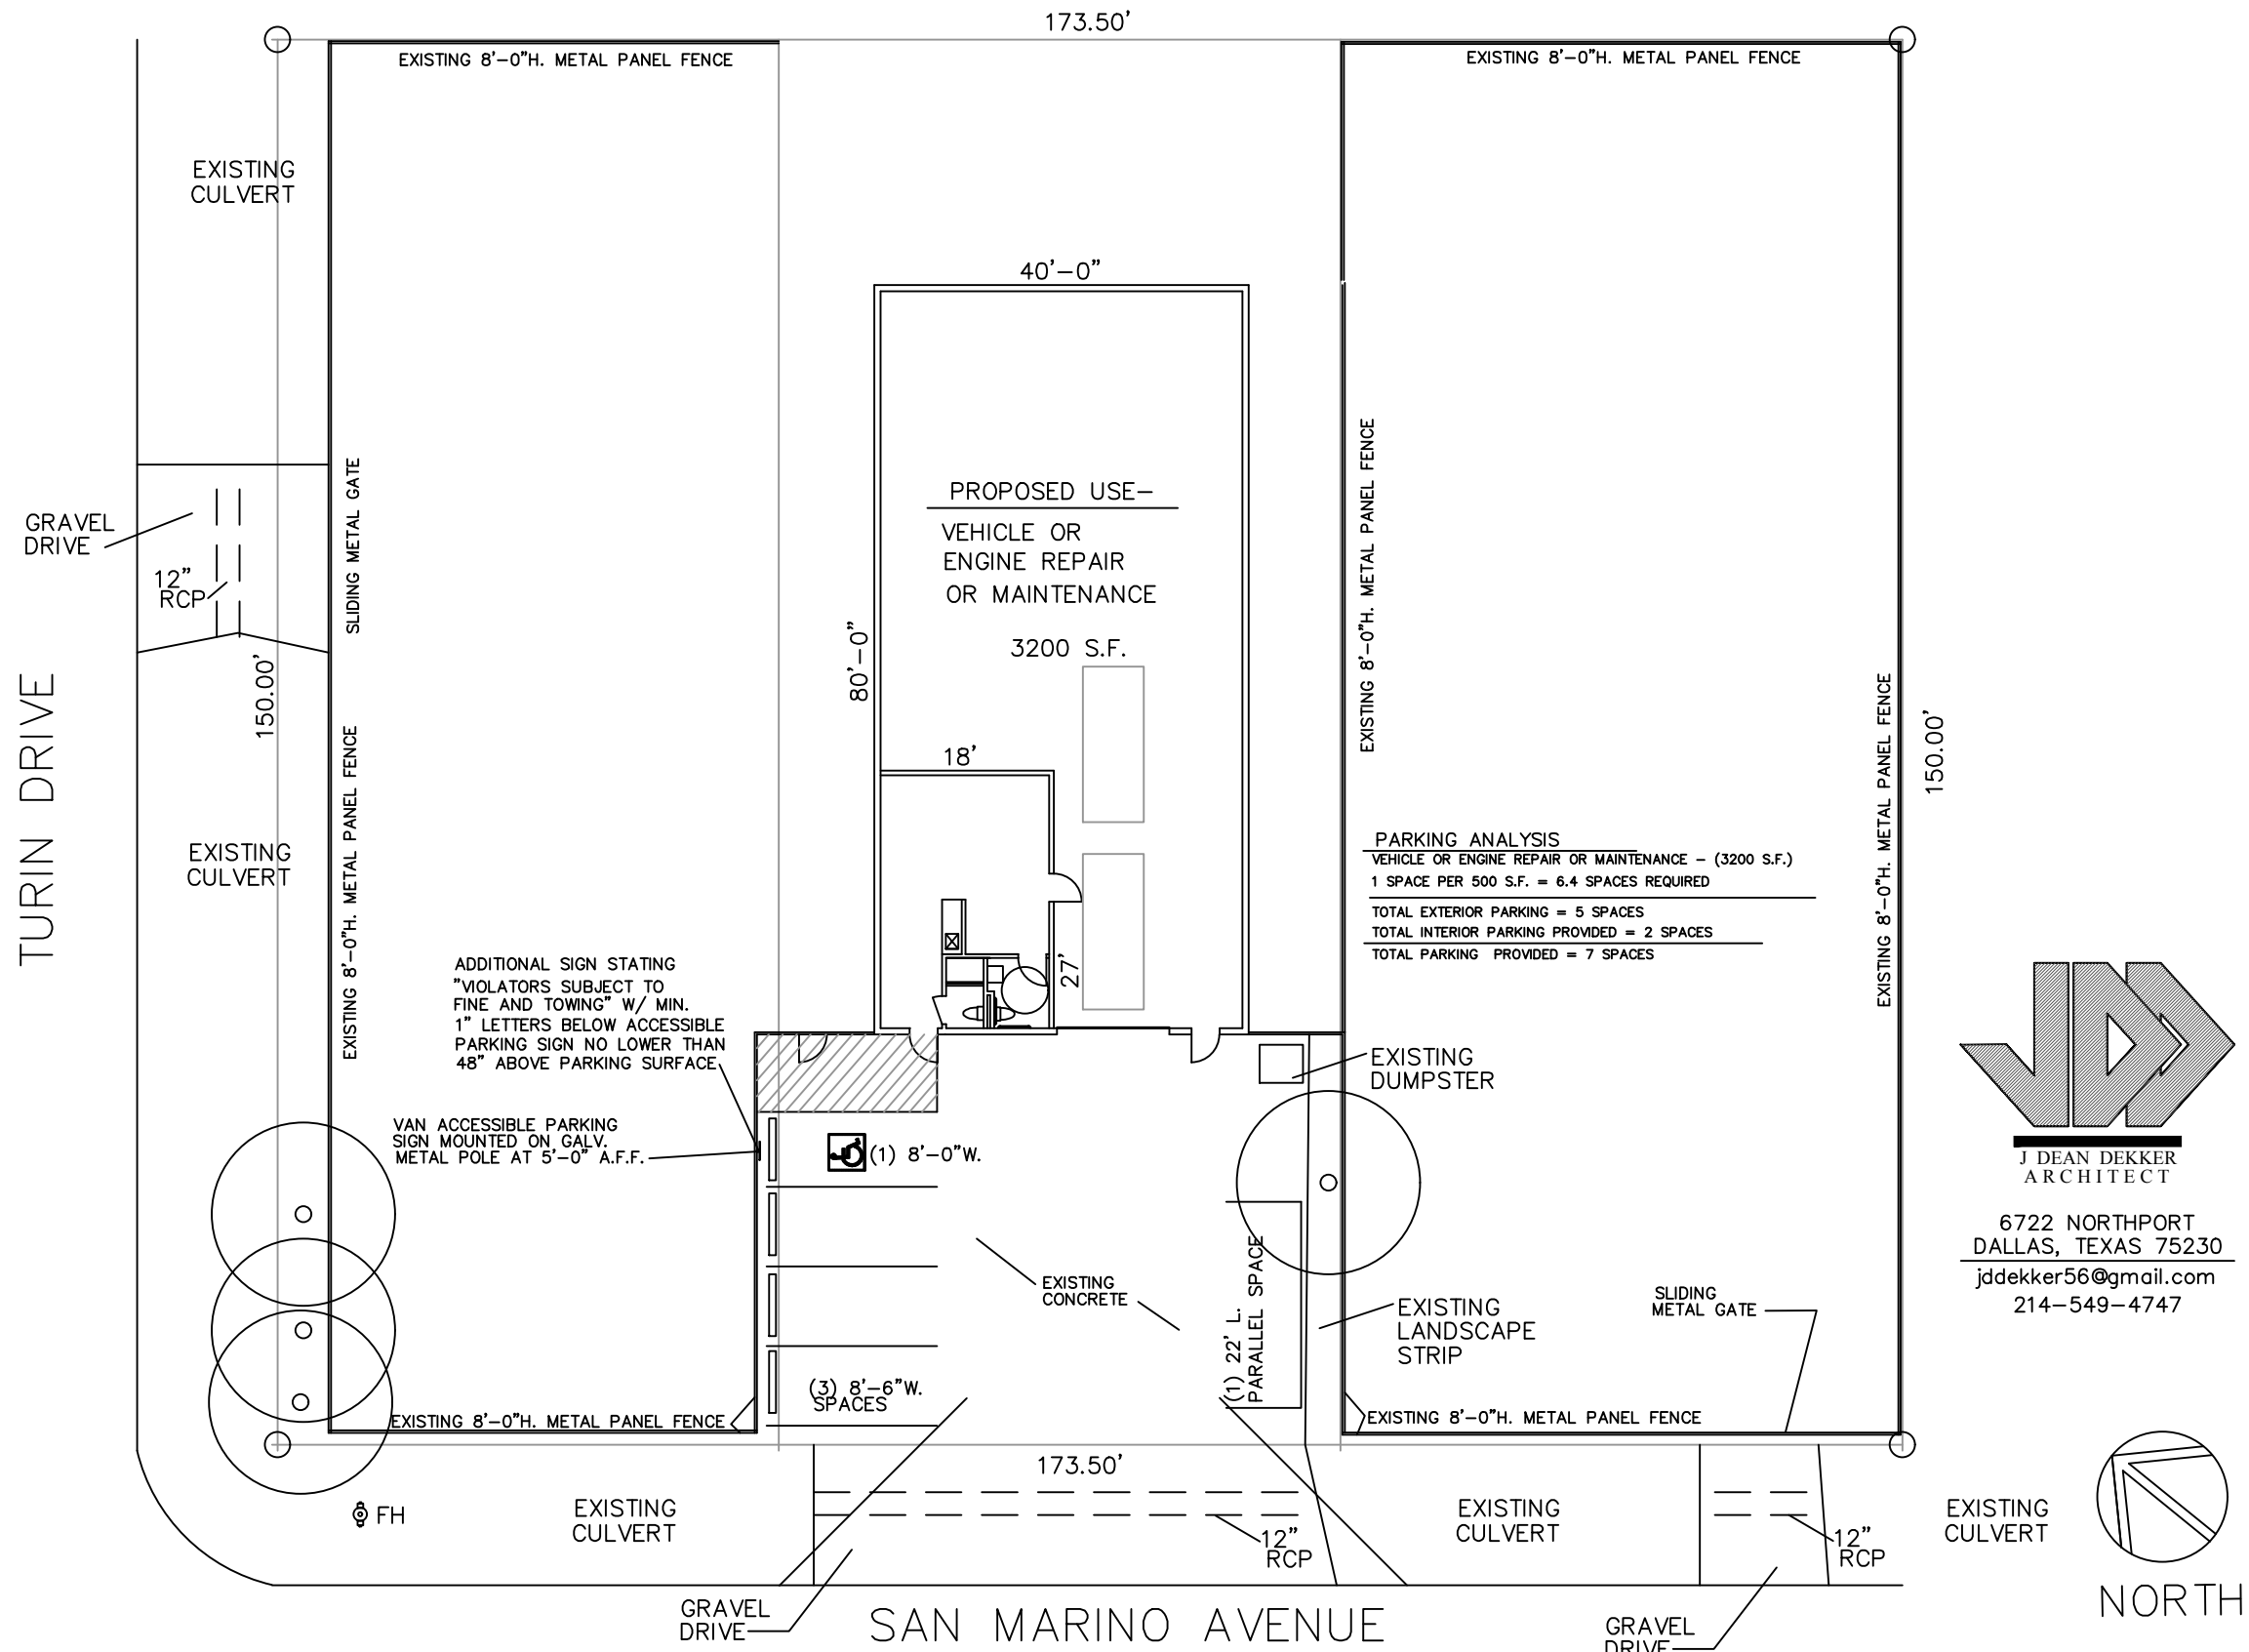 173.50'
EXISTING 8'-0"H. METAL PANEL FENCE
EXISTING 8'-0"H. METAL PANEL FENCE
EXISTING
CULVERT
40'-0"
PROPOSED USE-
VEHICLE OR
ENGINE REPAIR
OR MAINTENANCE
3200 S.F.
80'-0"
18'
27'
SLIDING METAL GATE
GRAVEL
DRIVE
12"
RCP
150.00'
TURIN DRIVE
EXISTING 8'-0"H. METAL PANEL FENCE
EXISTING
CULVERT
EXISTING 8'-0"H. METAL PANEL FENCE
EXISTING 8'-0"H. METAL PANEL FENCE
150.00'
PARKING ANALYSIS
VEHICLE OR ENGINE REPAIR OR MAINTENANCE - (3200 S.F.)
1 SPACE PER 500 S.F. = 6.4 SPACES REQUIRED
TOTAL EXTERIOR PARKING = 5 SPACES
TOTAL INTERIOR PARKING PROVIDED = 2 SPACES
TOTAL PARKING PROVIDED = 7 SPACES
ADDITIONAL SIGN STATING
"VIOLATORS SUBJECT TO
FINE AND TOWING" W/ MIN.
1" LETTERS BELOW ACCESSIBLE
PARKING SIGN NO LOWER THAN
48" ABOVE PARKING SURFACE
VAN ACCESSIBLE PARKING
SIGN MOUNTED ON GALV.
METAL POLE AT 5'-0" A.F.F.
(1) 8'-0"W.
EXISTING
DUMPSTER
EXISTING
CONCRETE
(1) 22' L.
PARALLEL SPACE
EXISTING
LANDSCAPE
STRIP
SLIDING
METAL GATE
(3) 8'-6"W.
SPACES
EXISTING 8'-0"H. METAL PANEL FENCE
EXISTING 8'-0"H. METAL PANEL FENCE
JDD
J DEAN DEKKER
ARCHITECT
6722 NORTHPORT
DALLAS, TEXAS 75230
jddekker56@gmail.com
214-549-4747
173.50'
FH
EXISTING
CULVERT
12"
RCP
EXISTING
CULVERT
12"
RCP
EXISTING
CULVERT
GRAVEL
DRIVE
SAN MARINO AVENUE
GRAVEL
DRIVE
NORTH